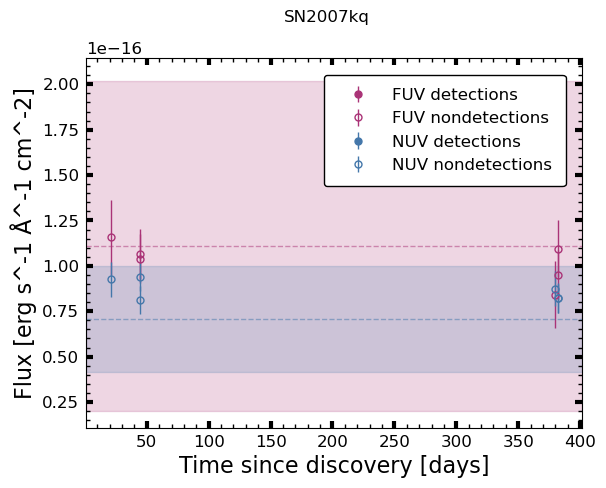 SN2007kq
1e−16
2.00
1.75
1.50
1.25
1.00
0.75
0.50
0.25
Flux [erg s^-1 Å^-1 cm^-2]
FUV detections
FUV nondetections
NUV detections
NUV nondetections
50 100 150 200 250 300 350 400
Time since discovery [days]